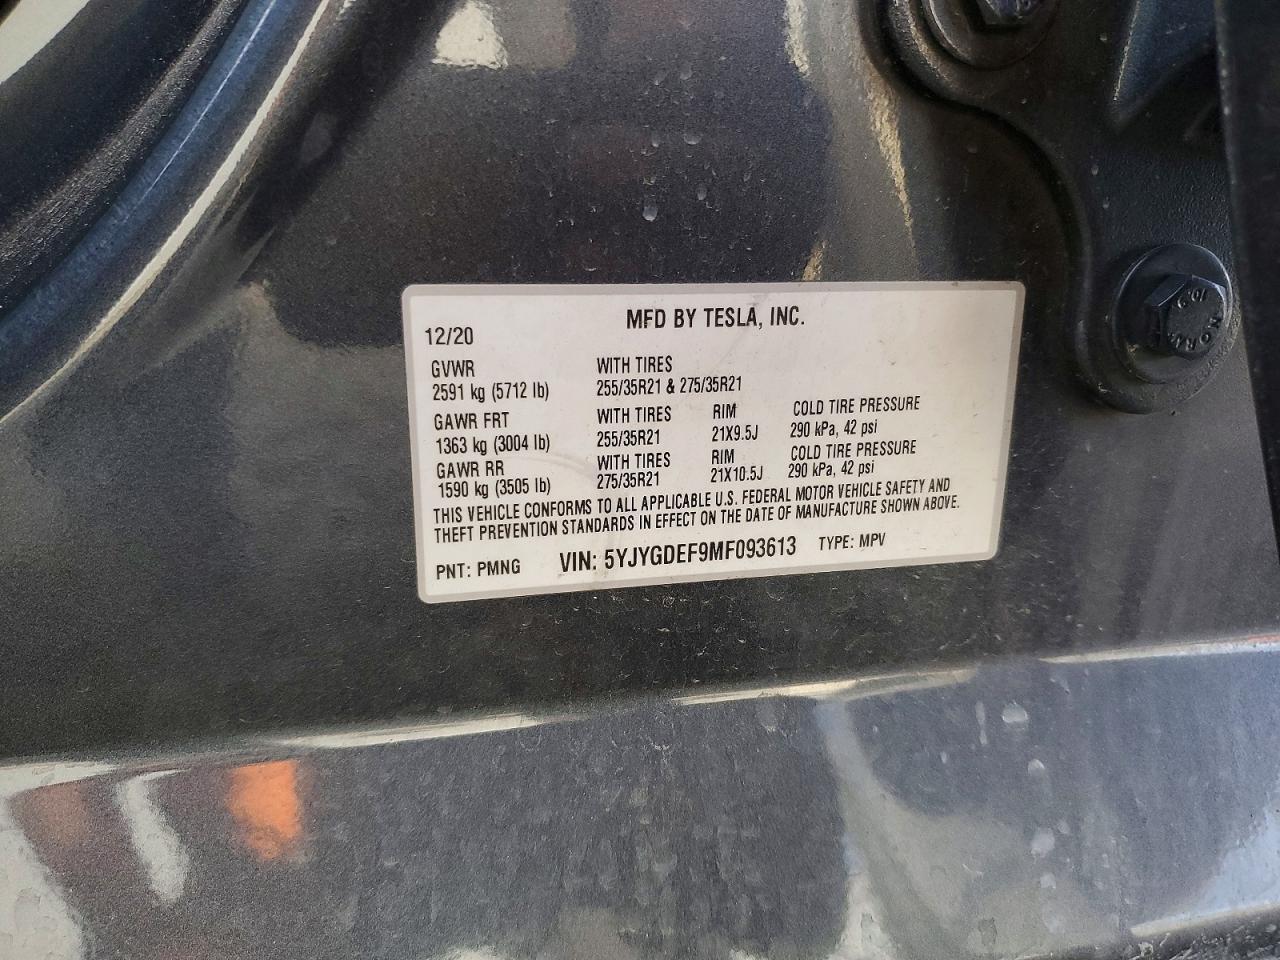 MFD BY TESLA, INC.
12/20
GVWR WITH TIRES
2591 kg (5712 lb) 255/35R21 & 275/35R21
GAWR FRT WITH TIRES RIM COLD TIRE PRESSURE
1363 kg (3004 lb) 255/35R21 21X9.5J 290 kPa, 42 psi
GAWR RR WITH TIRES RIM COLD TIRE PRESSURE
1590 kg (3505 lb) 275/35R21 21X10.5J 290 kPa, 42 psi
THIS VEHICLE CONFORMS TO ALL APPLICABLE U.S. FEDERAL MOTOR VEHICLE SAFETY AND
THEFT PREVENTION STANDARDS IN EFFECT ON THE DATE OF MANUFACTURE SHOWN ABOVE.
PNT: PMNG VIN: 5YJYGDEF9MF093613 TYPE: MPV
10.9